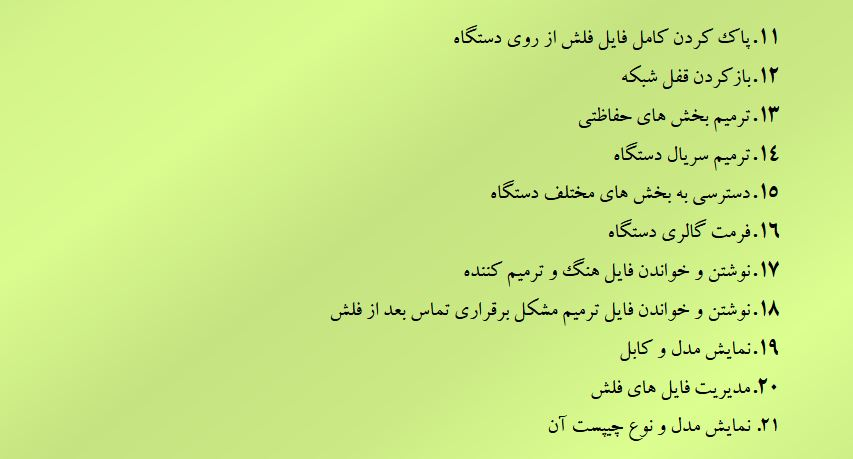 ۱۱.پاک کردن کامل فایل فلش از روی دستگاه
۱۲.بازکردن قفل شبکه
۱۳.ترمیم بخش های حفاظتی
۱٤.ترمیم سریال دستگاه
۱٥.دسترسی به بخش های مختلف دستگاه
۱٦.فرمت گالری دستگاه
۱۷.نوشتن و خواندن فایل هنگ و ترمیم کننده
۱۸.نوشتن و خواندن فایل ترمیم مشکل برقراری تماس بعد از فلش
۱۹.نمایش مدل و کابل
۲۰.مدیریت فایل های فلش
۲۱. نمایش مدل و نوع چیپست آن